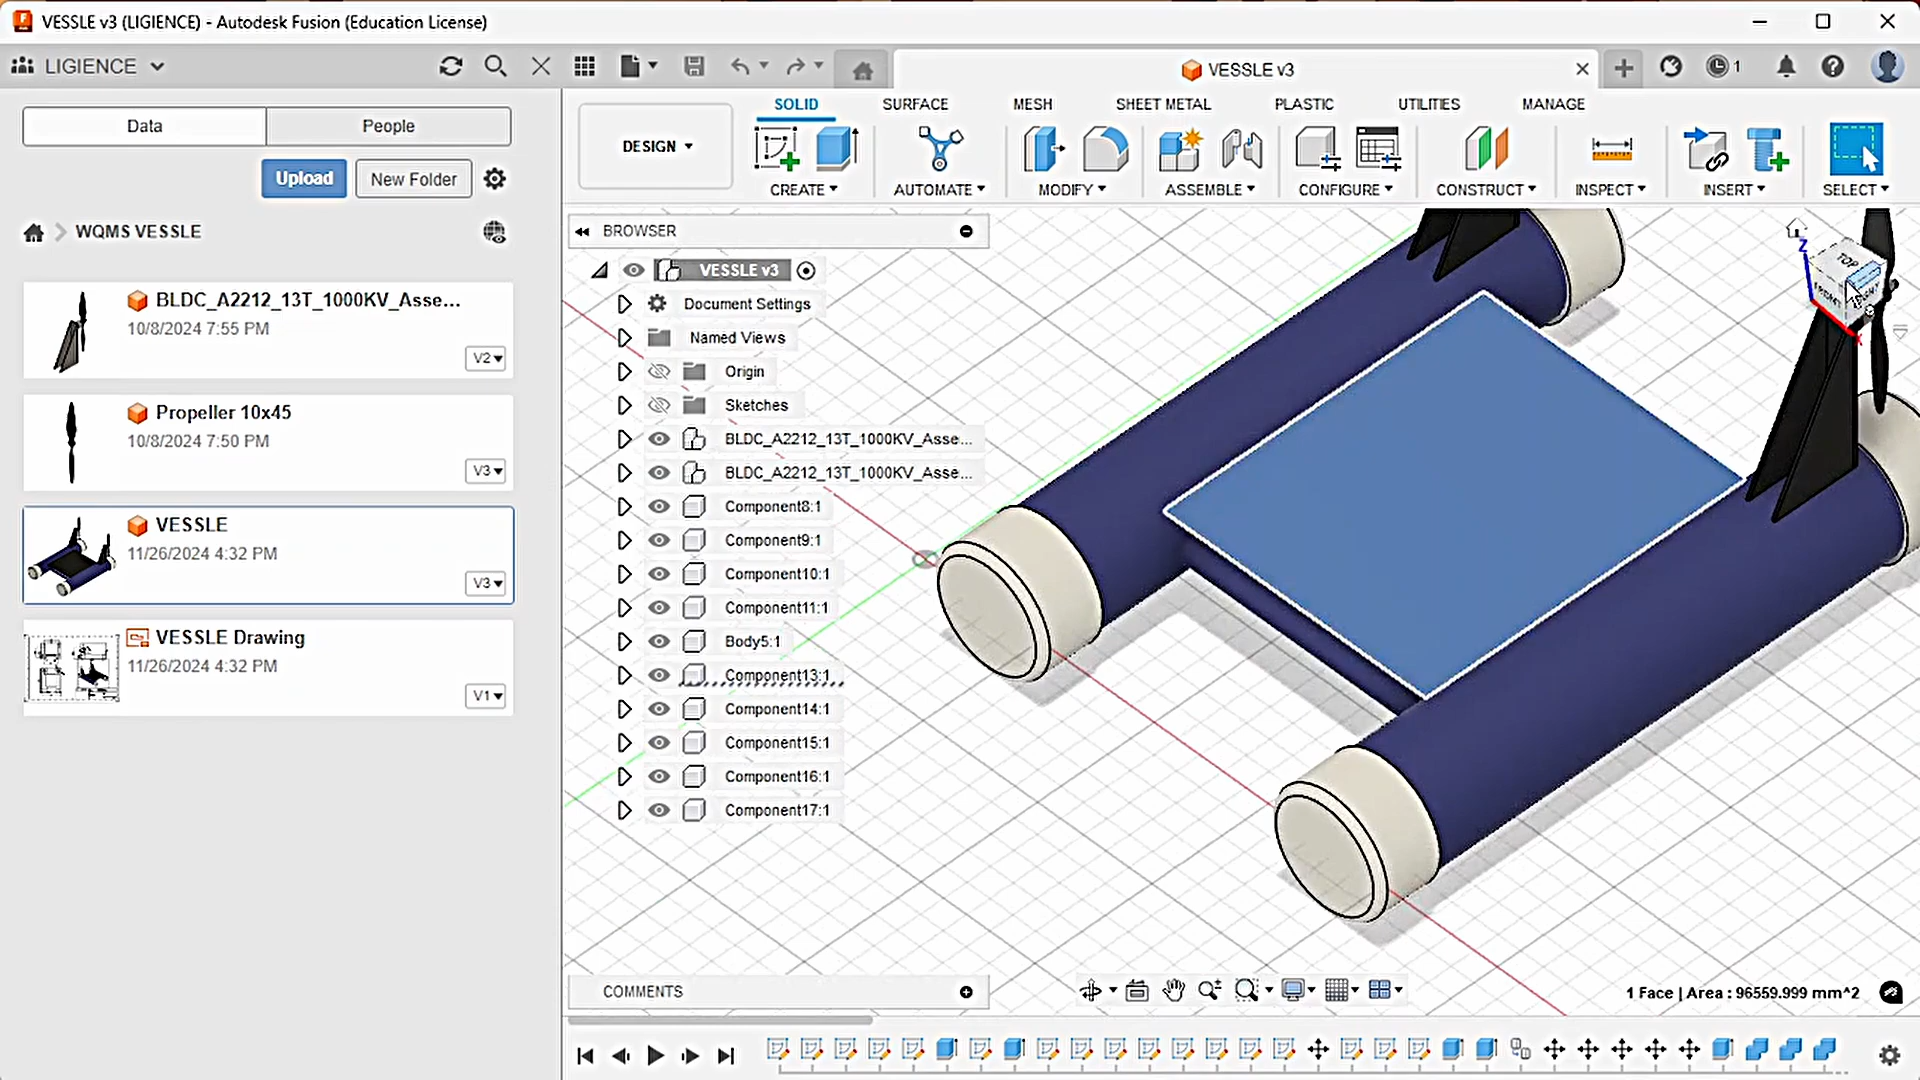 VESSLE v3 (LIGIENCE) - Autodesk Fusion (Education License)
LIGIENCE
VESSLE v3
1
Data
People
Upload
New Folder
WQMS VESSLE
BLDC_A2212_13T_1000KV_Asse...
10/8/2024 7:55 PM
V2
Propeller 10x45
10/8/2024 7:50 PM
V3
VESSLE
11/26/2024 4:32 PM
V3
VESSLE Drawing
11/26/2024 4:32 PM
V1
DESIGN
SOLID
SURFACE
MESH
SHEET METAL
PLASTIC
UTILITIES
MANAGE
CREATE
AUTOMATE
MODIFY
ASSEMBLE
CONFIGURE
CONSTRUCT
INSPECT
INSERT
SELECT
BROWSER
VESSLE v3
Document Settings
Named Views
Origin
Sketches
BLDC_A2212_13T_1000KV_Asse...
BLDC_A2212_13T_1000KV_Asse...
Component8:1
Component9:1
Component10:1
Component11:1
Body5:1
Component13:1
Component14:1
Component15:1
Component16:1
Component17:1
Z
TOP
X
COMMENTS
1 Face | Area : 96559.999 mm^2